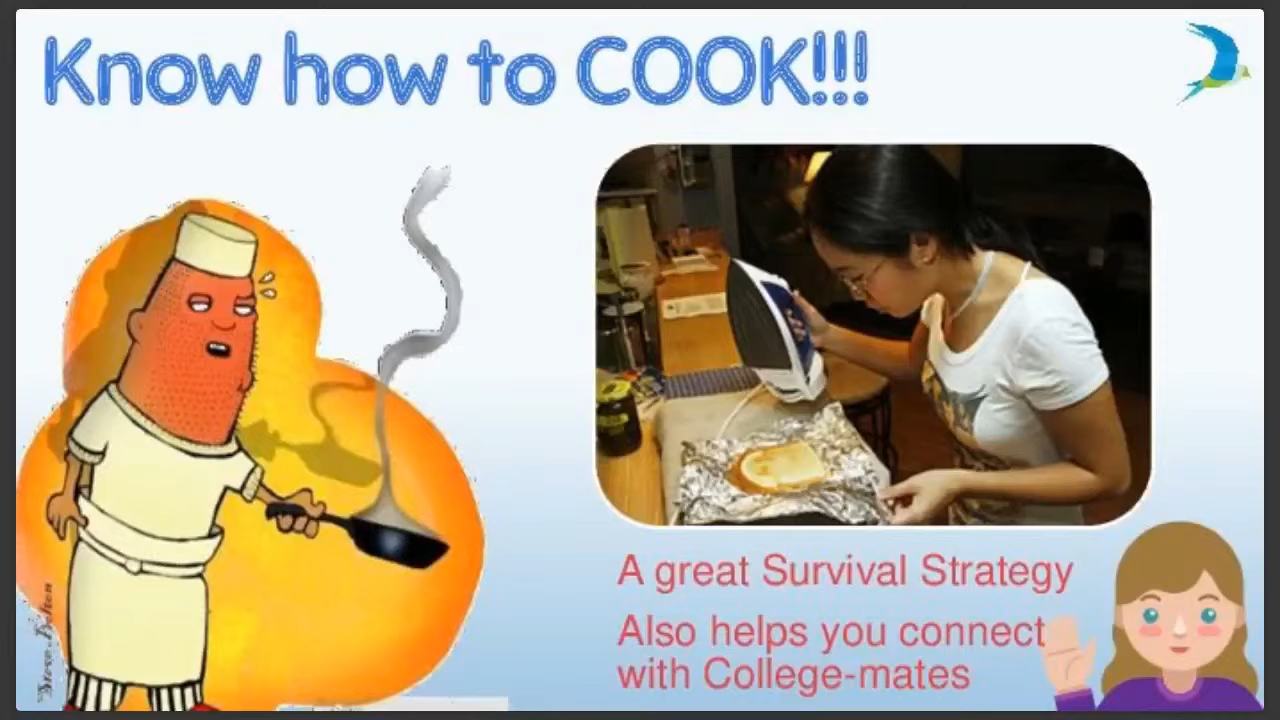 Know how to COOK!!!
A great Survival Strategy
Also helps you connect
with College-mates